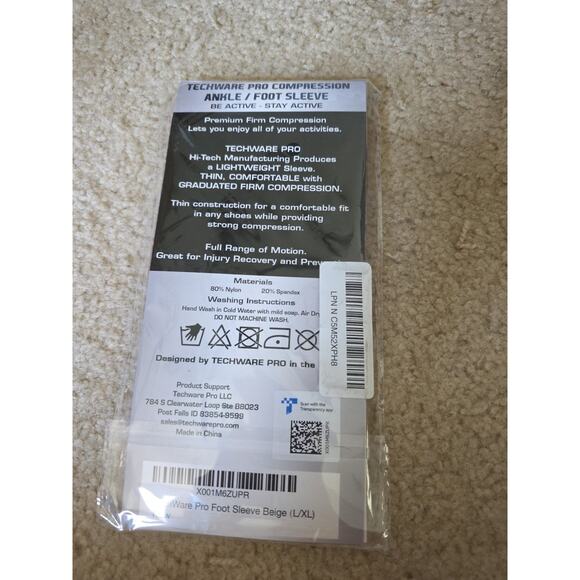 TECHWARE PRO COMPRESSION
ANKLE / FOOT SLEEVE
BE ACTIVE - STAY ACTIVE
Premium Firm Compression
Lets you enjoy all of your activities.
TECHWARE PRO
Hi-Tech Manufacturing Produces
a LIGHTWEIGHT Sleeve.
THIN, COMFORTABLE with
GRADUATED FIRM COMPRESSION.
Thin construction for a comfortable fit
in any shoes while providing
strong compression.
Full Range of Motion.
Great for Injury Recovery and
Materials
80% Nylon 20% Spandex
Washing Instructions
Hand Wash in Cold Water with mild soap. Air Dry
DO NOT MACHINE WASH.
Designed by TECHWARE PRO in the
LPN N C5M52XPH8
Product Support
Techware Pro LLC
784 S Clearwater Loop Ste B8023
Post Falls ID 83854-9599
sales@techwarepro.com
Made in China
Scan with the
Transparency app
X001M6ZUPR
X001M6ZUPR
Ware Pro Foot Sleeve Beige (L/XL)